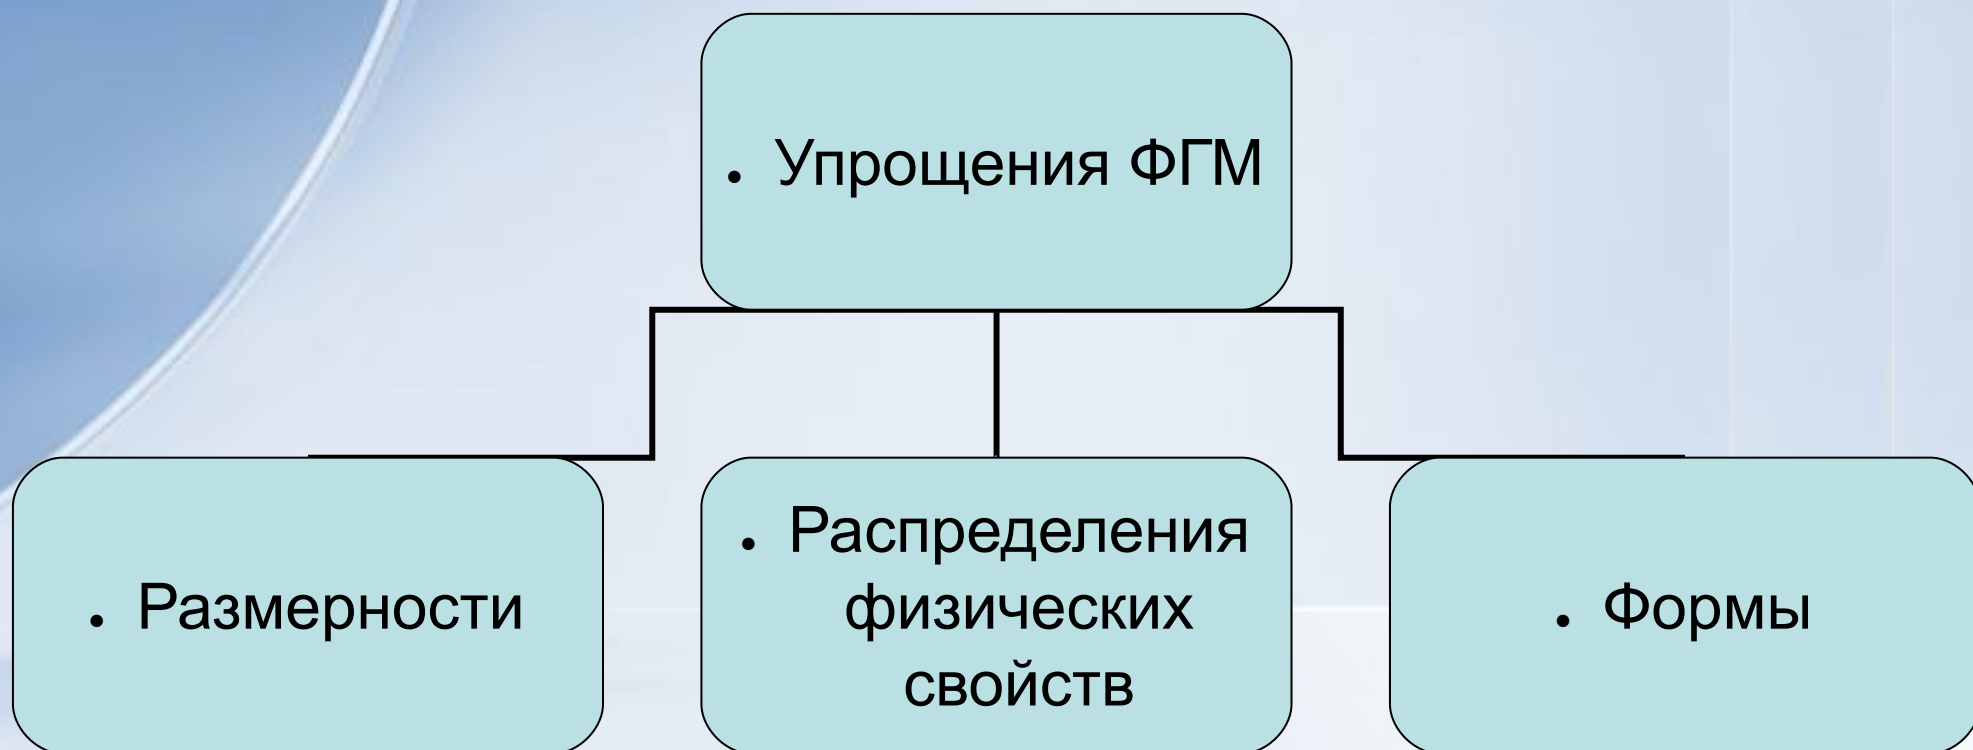 . Упрощения ФГМ
. Размерности
. Распределения
физических
свойств
. Формы